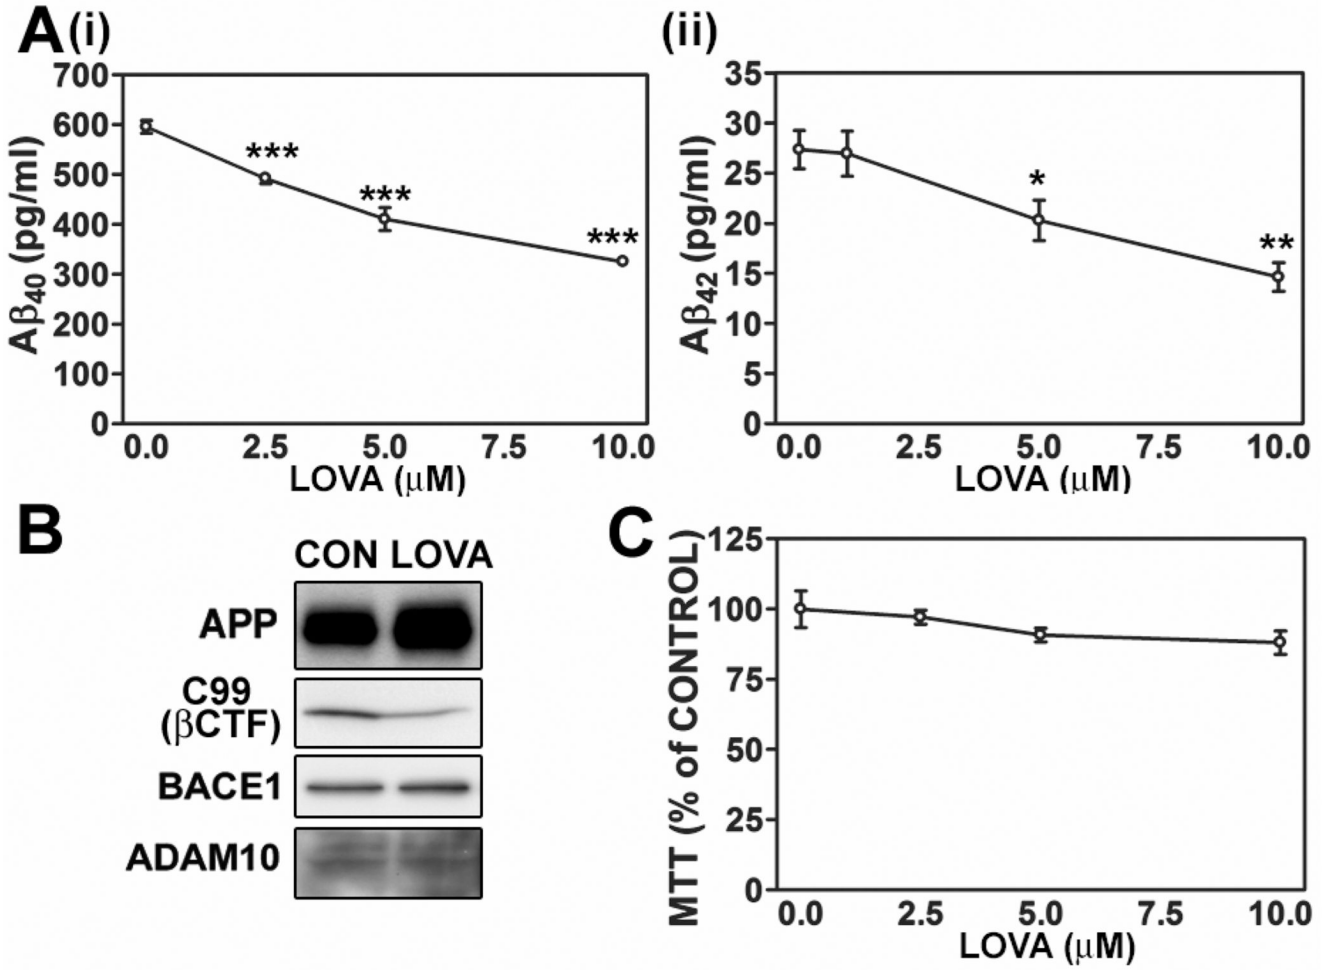 A (i)
700
600
500
400
300
200
100
0
Aβ40 (pg/ml)
***
***
***
0.0 2.5 5.0 7.5 10.0
LOVA (μM)
(ii)
35
30
25
20
15
10
5
0
Aβ42 (pg/ml)
*
**
0.0 2.5 5.0 7.5 10.0
LOVA (μM)
B
CON LOVA
APP
C99
(βCTF)
BACE1
ADAM10
C
125
100
75
50
25
0
MTT (% of CONTROL)
0.0 2.5 5.0 7.5 10.0
LOVA (μM)